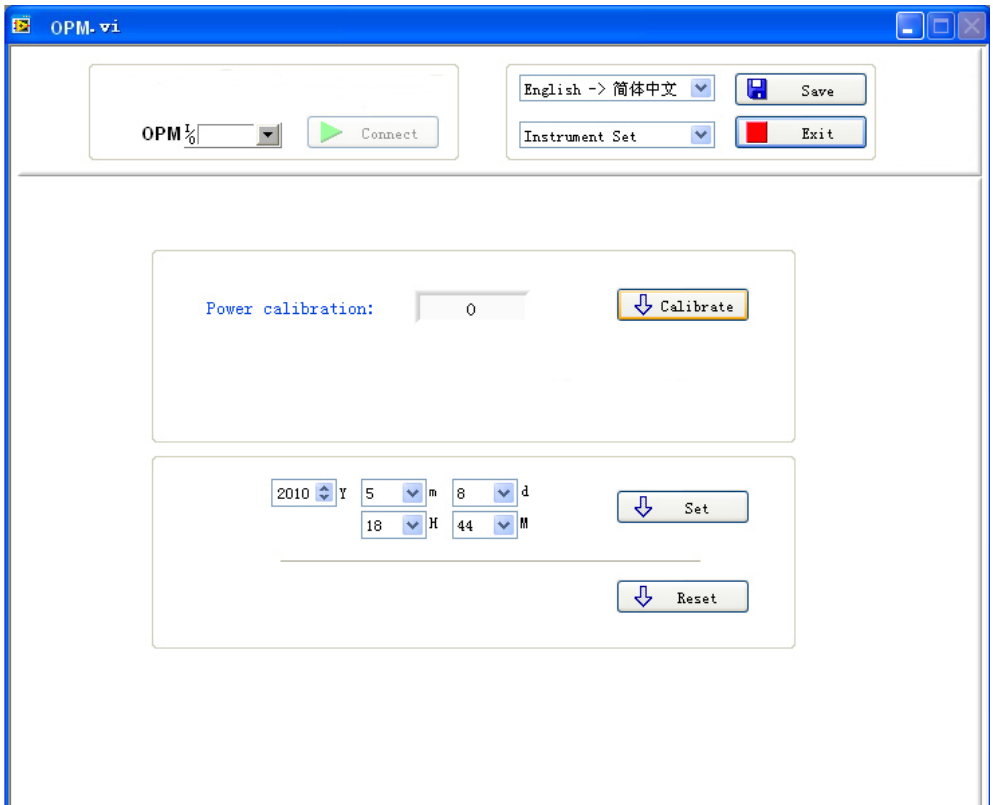 OPM.vi
English -> 简体中文
Save
OPM I/0
Connect
Instrument Set
Exit
Power calibration:
0
Calibrate
2010 Y 5 m 8 d
Set
18 H 44 M
Reset